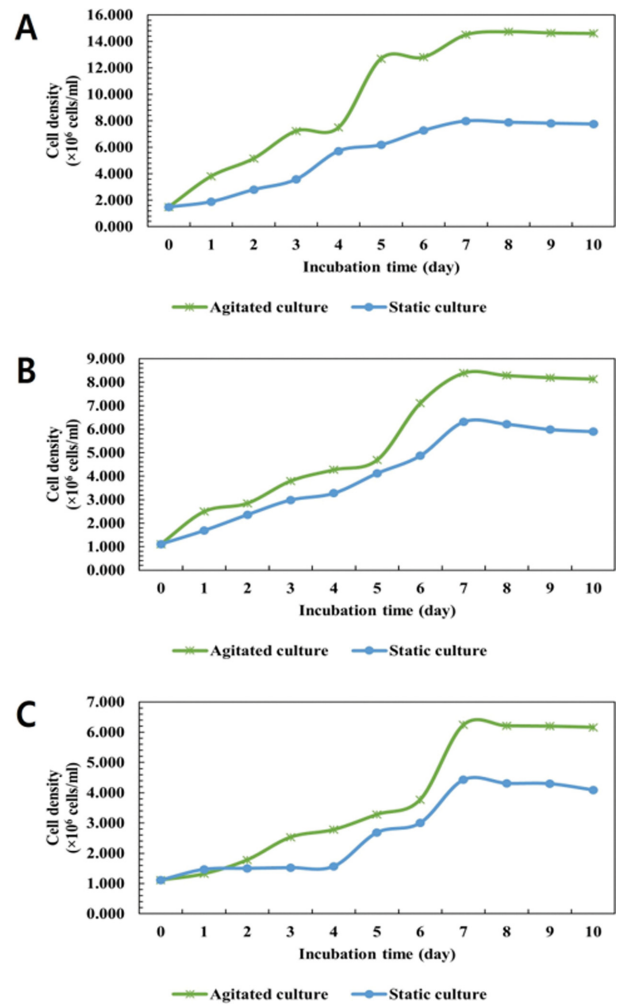 A
16.000
14.000
12.000
10.000
8.000
6.000
4.000
2.000
0.000
Cell density
(×10⁶ cells/ml)
0 1 2 3 4 5 6 7 8 9 10
Incubation time (day)
Agitated culture Static culture
B
9.000
8.000
7.000
6.000
5.000
4.000
3.000
2.000
1.000
0.000
Cell density
(×10⁶ cells/ml)
0 1 2 3 4 5 6 7 8 9 10
Incubation time (day)
Agitated culture Static culture
C
7.000
6.000
5.000
4.000
3.000
2.000
1.000
0.000
Cell density
(×10⁶ cells/ml)
0 1 2 3 4 5 6 7 8 9 10
Incubation time (day)
Agitated culture Static culture